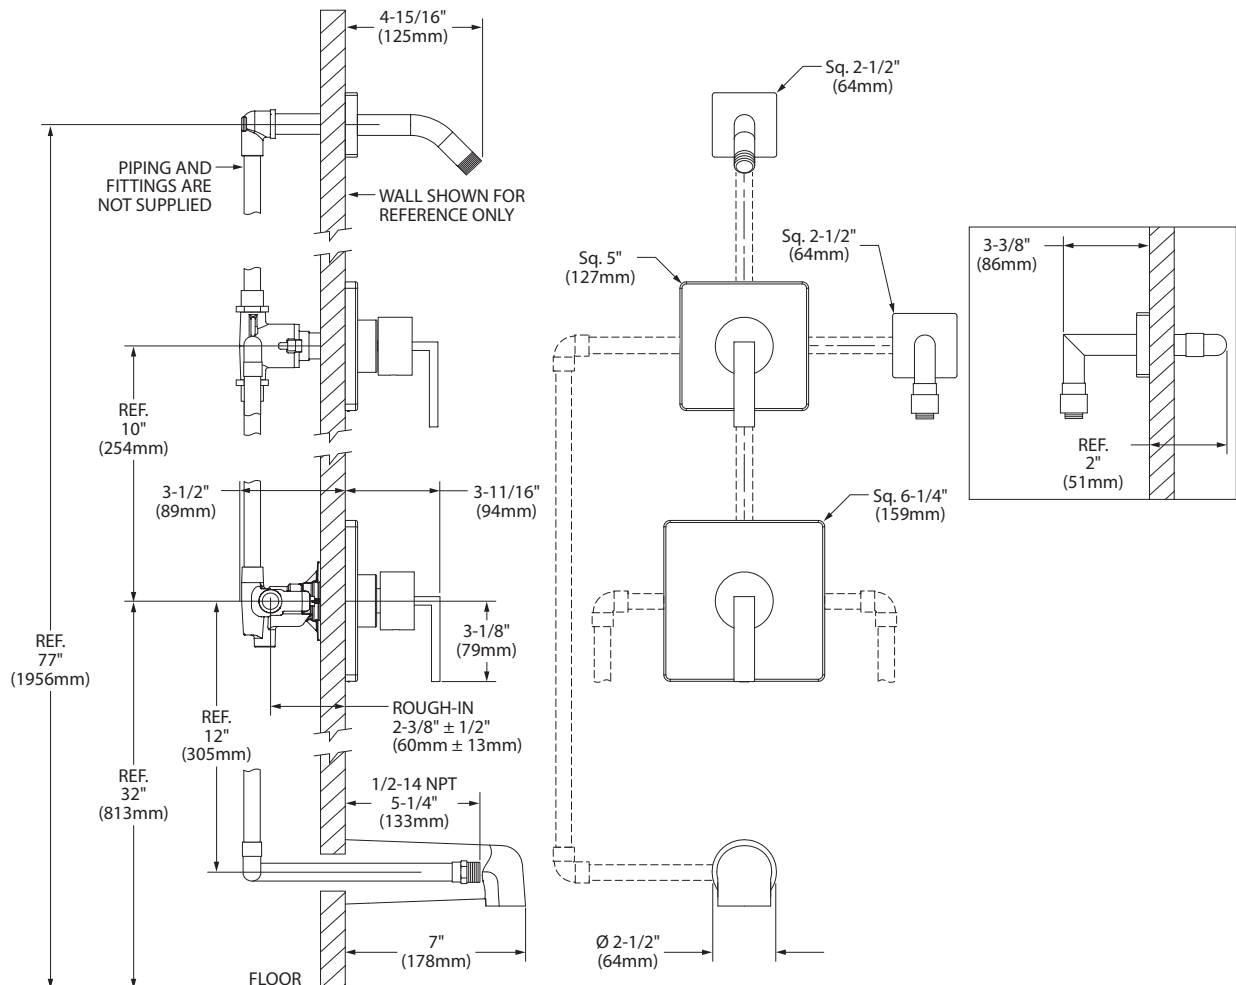 4-15/16"
(125mm)
Sq. 2-1/2"
(64mm)
PIPING AND
FITTINGS ARE
NOT SUPPLIED
WALL SHOWN FOR
REFERENCE ONLY
Sq. 5"
(127mm)
Sq. 2-1/2"
(64mm)
3-3/8"
(86mm)
REF.
10"
(254mm)
REF.
2"
(51mm)
3-1/2"
(89mm)
3-11/16"
(94mm)
Sq. 6-1/4"
(159mm)
REF.
77"
(1956mm)
3-1/8"
(79mm)
REF.
12"
(305mm)
ROUGH-IN
2-3/8" ± 1/2"
(60mm ± 13mm)
REF.
32"
(813mm)
1/2-14 NPT
5-1/4"
(133mm)
7"
(178mm)
Ø 2-1/2"
(64mm)
FLOOR